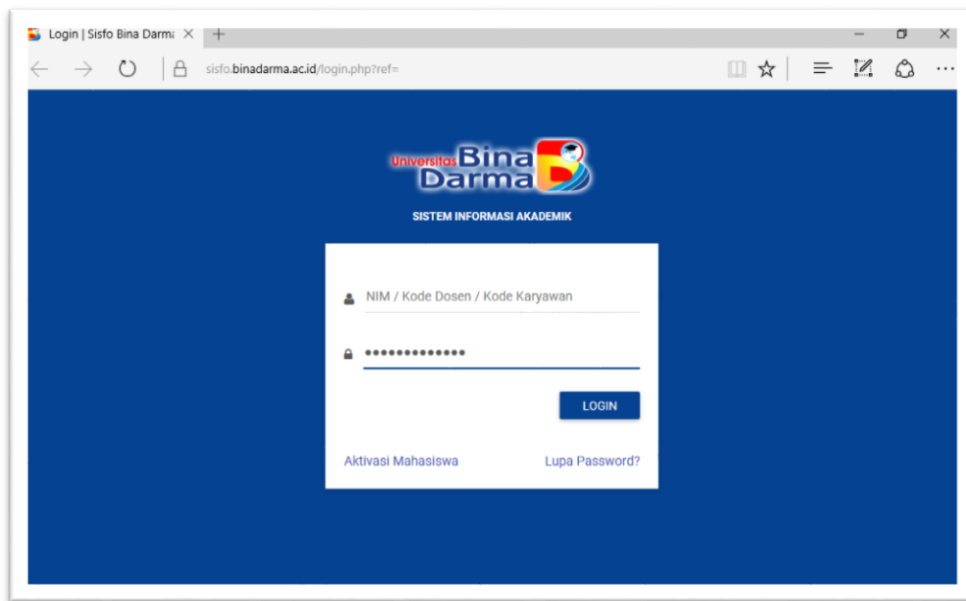 Login | Sisfo Bina Darma
sisfo.binadarma.ac.id/login.php?ref=
Universitas Bina
Darma
SISTEM INFORMASI AKADEMIK
NIM / Kode Dosen / Kode Karyawan
•••••••••••••
LOGIN
Aktivasi Mahasiswa Lupa Password?